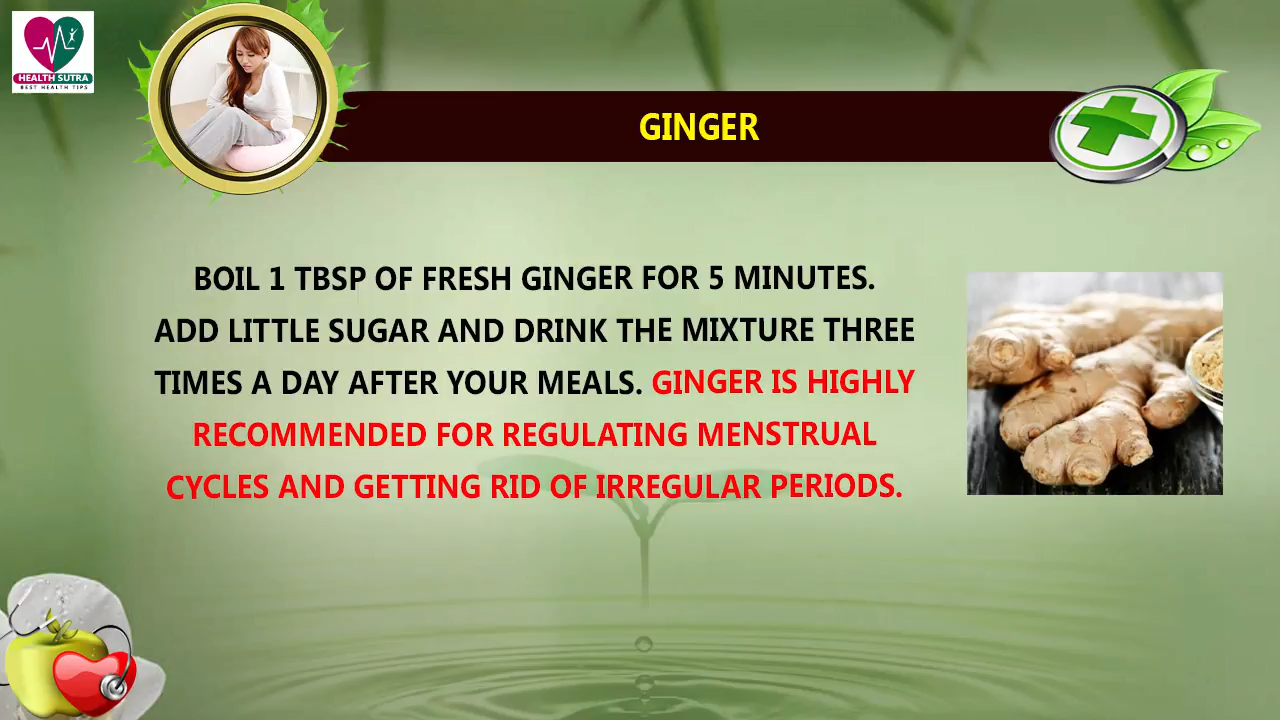 HEALTH SUTRA
BEST HEALTH TIPS
GINGER
BOIL 1 TBSP OF FRESH GINGER FOR 5 MINUTES.
ADD LITTLE SUGAR AND DRINK THE MIXTURE THREE
TIMES A DAY AFTER YOUR MEALS. GINGER IS HIGHLY
RECOMMENDED FOR REGULATING MENSTRUAL
CYCLES AND GETTING RID OF IRREGULAR PERIODS.